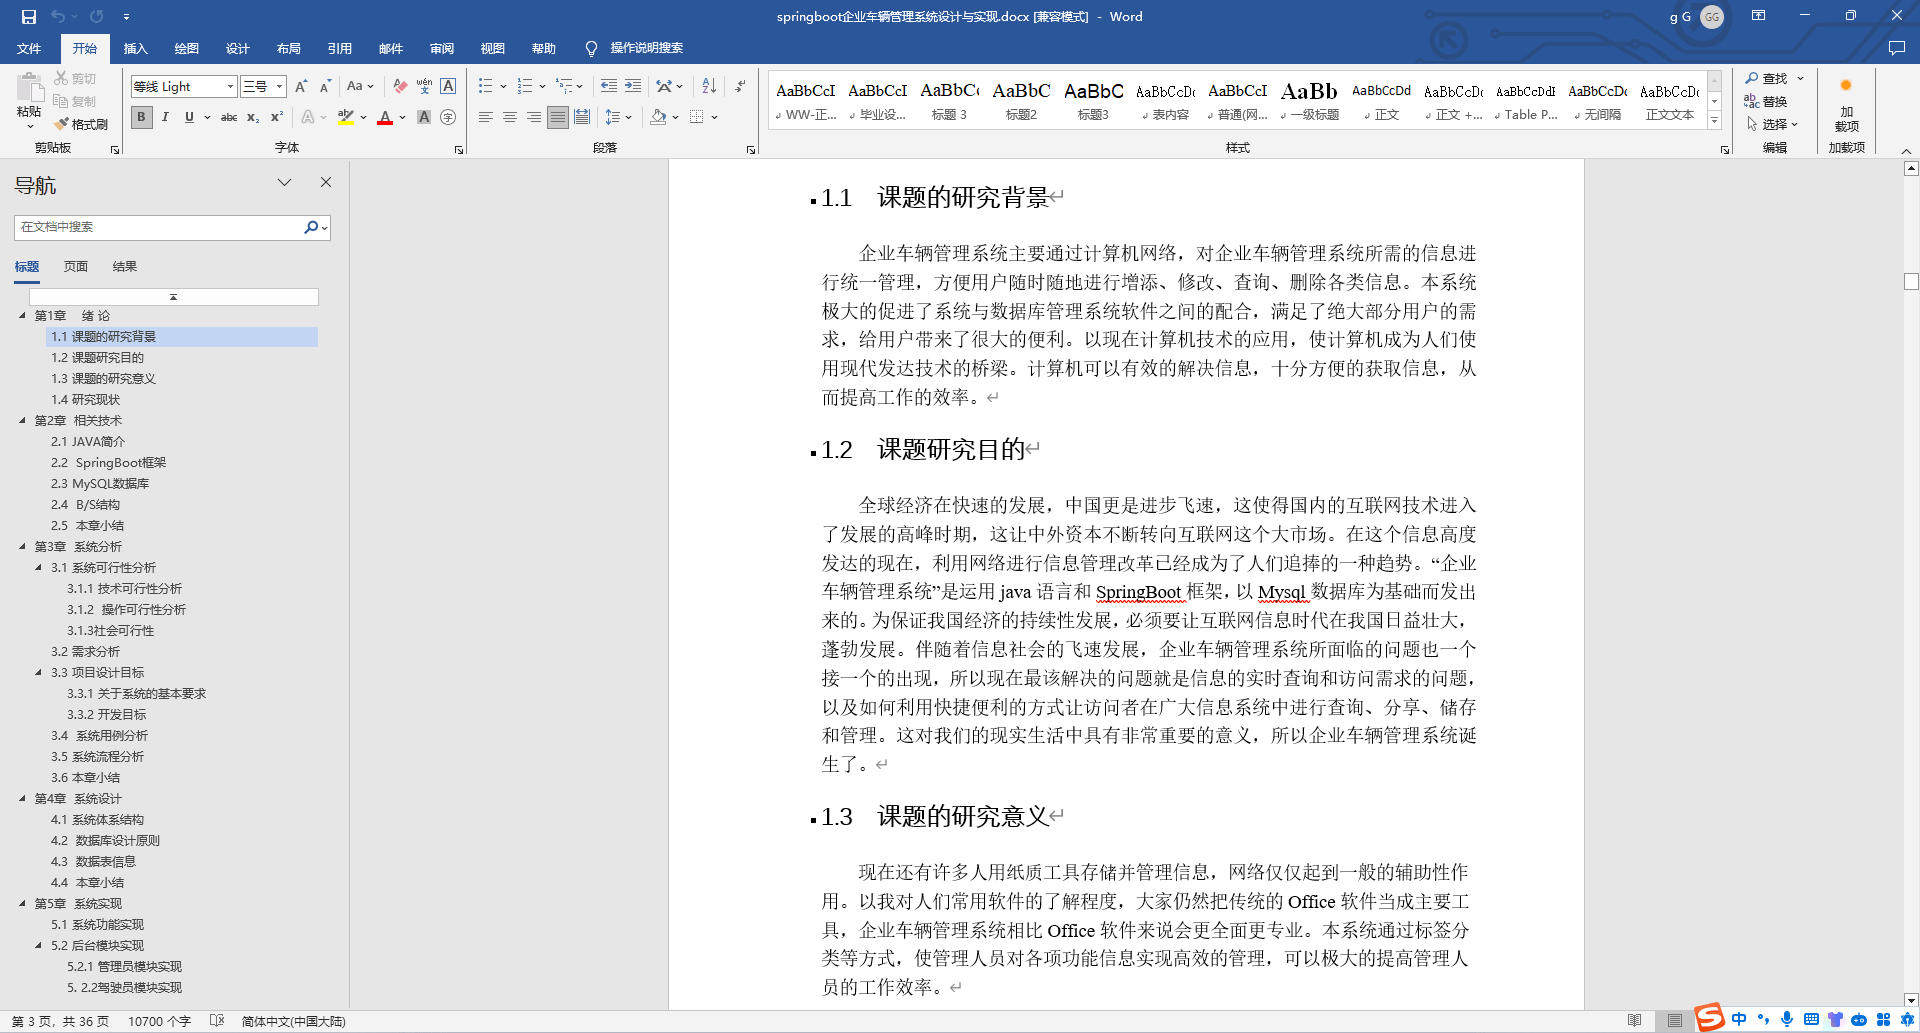 springboot企业车辆管理系统设计与实现.docx [兼容模式] - Word
g G GG
文件 开始 插入 绘图 设计 布局 引用 邮件 审阅 视图 帮助 操作说明搜索
粘贴 剪切 复制 格式刷
剪贴板
等线 Light 三号
字体
段落
AaBbCcI AaBbCcI AaBbCc AaBbC AaBbC AaBbCcDc AaBbCcI AaBb AaBbCcDd AaBbCcDc AaBbCcDdE AaBbCcDc AaBbCcDc
WW-正... 毕业设... 标题 3 标题2 标题3 表内容 普通(网... 一级标题 正文 正文 +... Table P... 无间隔 正文文本
样式
查找
替换
选择
编辑
加载项
加载项
导航
在文档中搜索
标题 页面 结果
第1章 绪 论
1.1 课题的研究背景
1.2 课题研究目的
1.3 课题的研究意义
1.4 研究现状
第2章 相关技术
2.1 JAVA简介
2.2 SpringBoot框架
2.3 MySQL数据库
2.4 B/S结构
2.5 本章小结
第3章 系统分析
3.1 系统可行性分析
3.1.1 技术可行性分析
3.1.2 操作可行性分析
3.1.3社会可行性
3.2 需求分析
3.3 项目设计目标
3.3.1 关于系统的基本要求
3.3.2 开发目标
3.4 系统用例分析
3.5 系统流程分析
3.6 本章小结
第4章 系统设计
4.1 系统体系结构
4.2 数据库设计原则
4.3 数据表信息
4.4 本章小结
第5章 系统实现
5.1 系统功能实现
5.2 后台模块实现
5.2.1 管理员模块实现
5. 2.2驾驶员模块实现
1.1 课题的研究背景
企业车辆管理系统主要通过计算机网络，对企业车辆管理系统所需的信息进
行统一管理，方便用户随时随地进行增添、修改、查询、删除各类信息。本系统
极大的促进了系统与数据库管理系统软件之间的配合，满足了绝大部分用户的需
求，给用户带来了很大的便利。以现在计算机技术的应用，使计算机成为人们使
用现代发达技术的桥梁。计算机可以有效的解决信息，十分方便的获取信息，从
而提高工作的效率。
1.2 课题研究目的
全球经济在快速的发展，中国更是进步飞速，这使得国内的互联网技术进入
了发展的高峰时期，这让中外资本不断转向互联网这个大市场。在这个信息高度
发达的现在，利用网络进行信息管理改革已经成为了人们追捧的一种趋势。“企业
车辆管理系统”是运用 java 语言和 SpringBoot 框架，以 Mysql 数据库为基础而发出
来的。为保证我国经济的持续性发展，必须要让互联网信息时代在我国日益壮大，
蓬勃发展。伴随着信息社会的飞速发展，企业车辆管理系统所面临的问题也一个
接一个的出现，所以现在最该解决的问题就是信息的实时查询和访问需求的问题，
以及如何利用快捷便利的方式让访问者在广大信息系统中进行查询、分享、储存
和管理。这对我们的现实生活中具有非常重要的意义，所以企业车辆管理系统诞
生了。
1.3 课题的研究意义
现在还有许多人用纸质工具存储并管理信息，网络仅仅起到一般的辅助性作
用。以我对人们常用软件的了解程度，大家仍然把传统的 Office 软件当成主要工
具，企业车辆管理系统相比 Office 软件来说会更全面更专业。本系统通过标签分
类等方式，使管理人员对各项功能信息实现高效的管理，可以极大的提高管理人
员的工作效率。
第 3 页，共 36 页 10700 个字 简体中文(中国大陆)
中